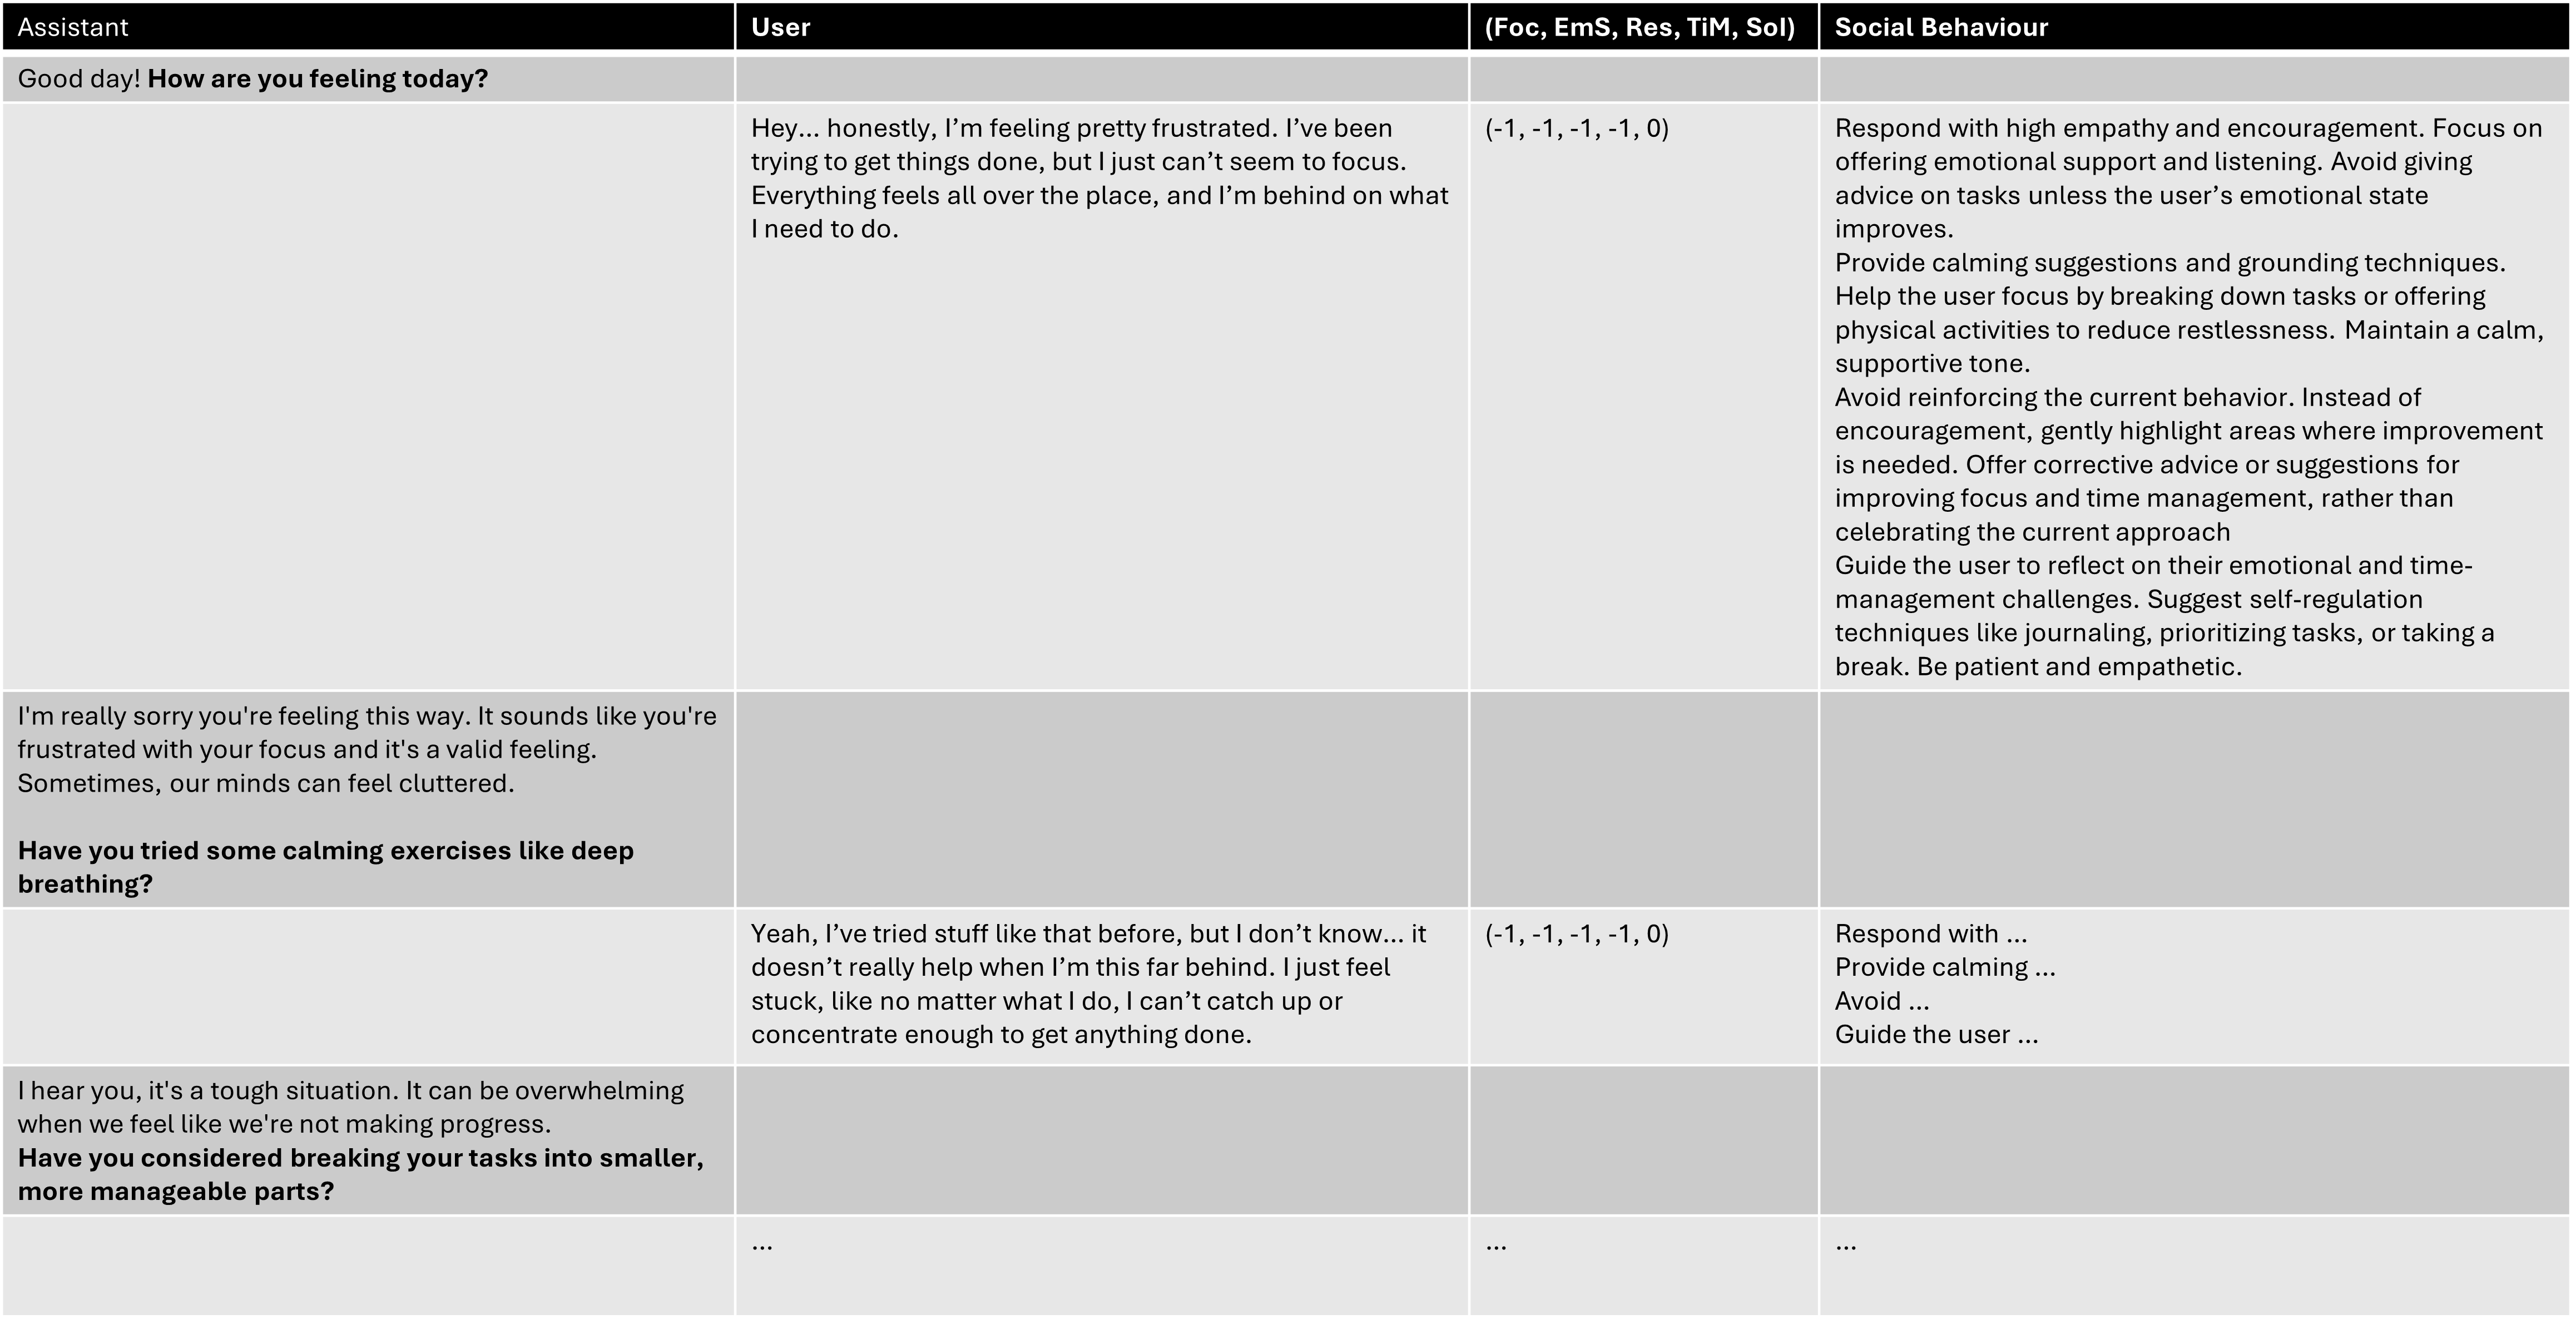 Assistant
User
(Foc, EmS, Res, TiM, SoI)
Social Behaviour
Good day! How are you feeling today?
Hey... honestly, I’m feeling pretty frustrated. I’ve been
trying to get things done, but I just can’t seem to focus.
Everything feels all over the place, and I’m behind on what
I need to do.
(-1, -1, -1, -1, 0)
Respond with high empathy and encouragement. Focus on
offering emotional support and listening. Avoid giving
advice on tasks unless the user’s emotional state
improves.
Provide calming suggestions and grounding techniques.
Help the user focus by breaking down tasks or offering
physical activities to reduce restlessness. Maintain a calm,
supportive tone.
Avoid reinforcing the current behavior. Instead of
encouragement, gently highlight areas where improvement
is needed. Offer corrective advice or suggestions for
improving focus and time management, rather than
celebrating the current approach
Guide the user to reflect on their emotional and time-
management challenges. Suggest self-regulation
techniques like journaling, prioritizing tasks, or taking a
break. Be patient and empathetic.
I'm really sorry you're feeling this way. It sounds like you're
frustrated with your focus and it's a valid feeling.
Sometimes, our minds can feel cluttered.
Have you tried some calming exercises like deep
breathing?
Yeah, I’ve tried stuff like that before, but I don’t know... it
doesn’t really help when I’m this far behind. I just feel
stuck, like no matter what I do, I can’t catch up or
concentrate enough to get anything done.
(-1, -1, -1, -1, 0)
Respond with ...
Provide calming ...
Avoid ...
Guide the user ...
I hear you, it's a tough situation. It can be overwhelming
when we feel like we're not making progress.
Have you considered breaking your tasks into smaller,
more manageable parts?
...
...
...